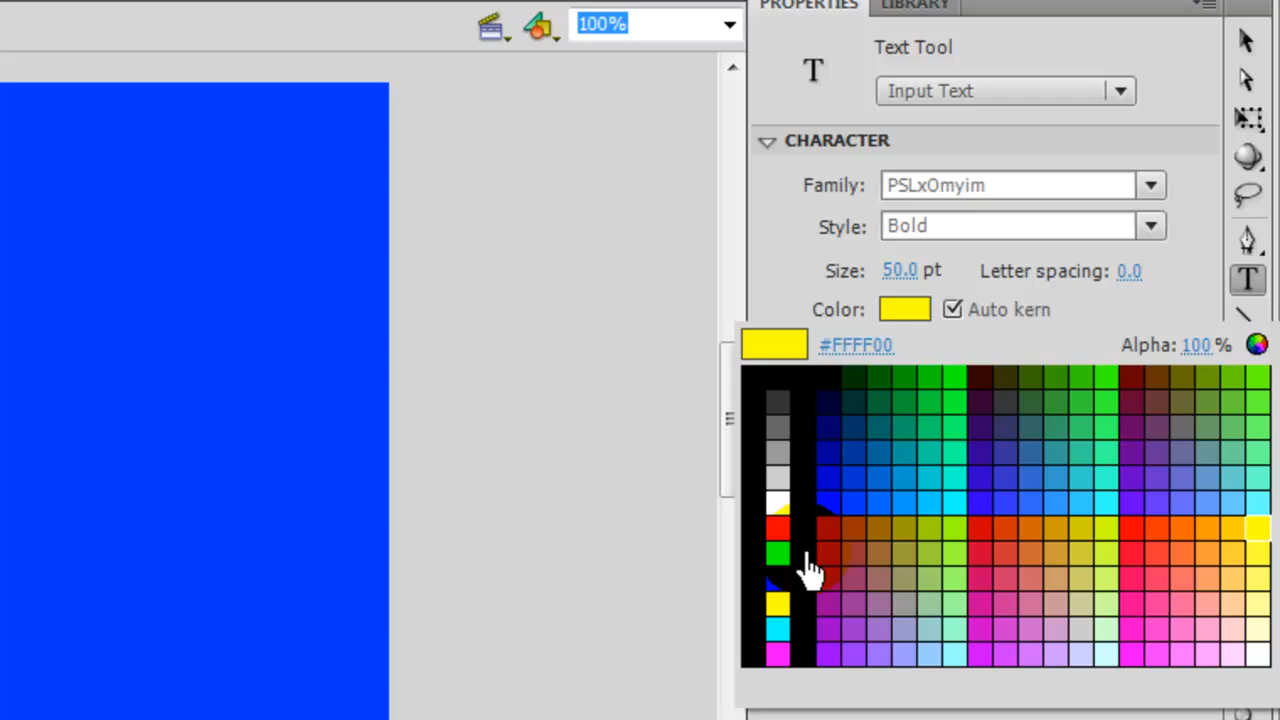 PROPERTIES
LIBRARY
100%
Text Tool
T
Input Text
CHARACTER
Family: PSLxOmyim
Style: Bold
Size: 50.0 pt Letter spacing: 0.0
T
Color: Auto kern
#FFFF00 Alpha: 100 %